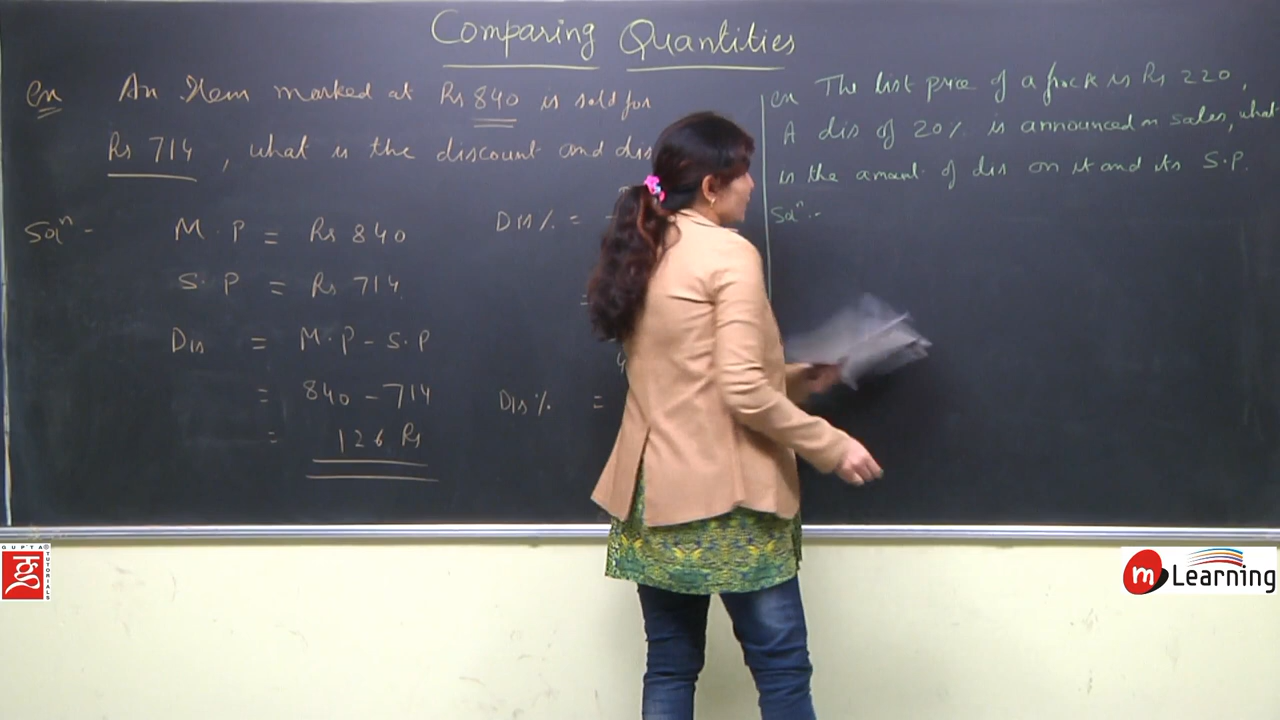 Comparing Quantities
ex An Item marked at Rs 840 is sold for
Rs 714, what is the discount and dis
Solⁿ - M.P = Rs 840
S.P = Rs 714
Dis = M.P - S.P
= 840 - 714
= 126 Rs
Dis% =
=
Dis% =
ex The list price of a frock is Rs 220,
A dis of 20% is announced on sales, what
is the amount of dis on it and its S.P.
Solⁿ:-
GUPTA
TUTORIALS
m Learning